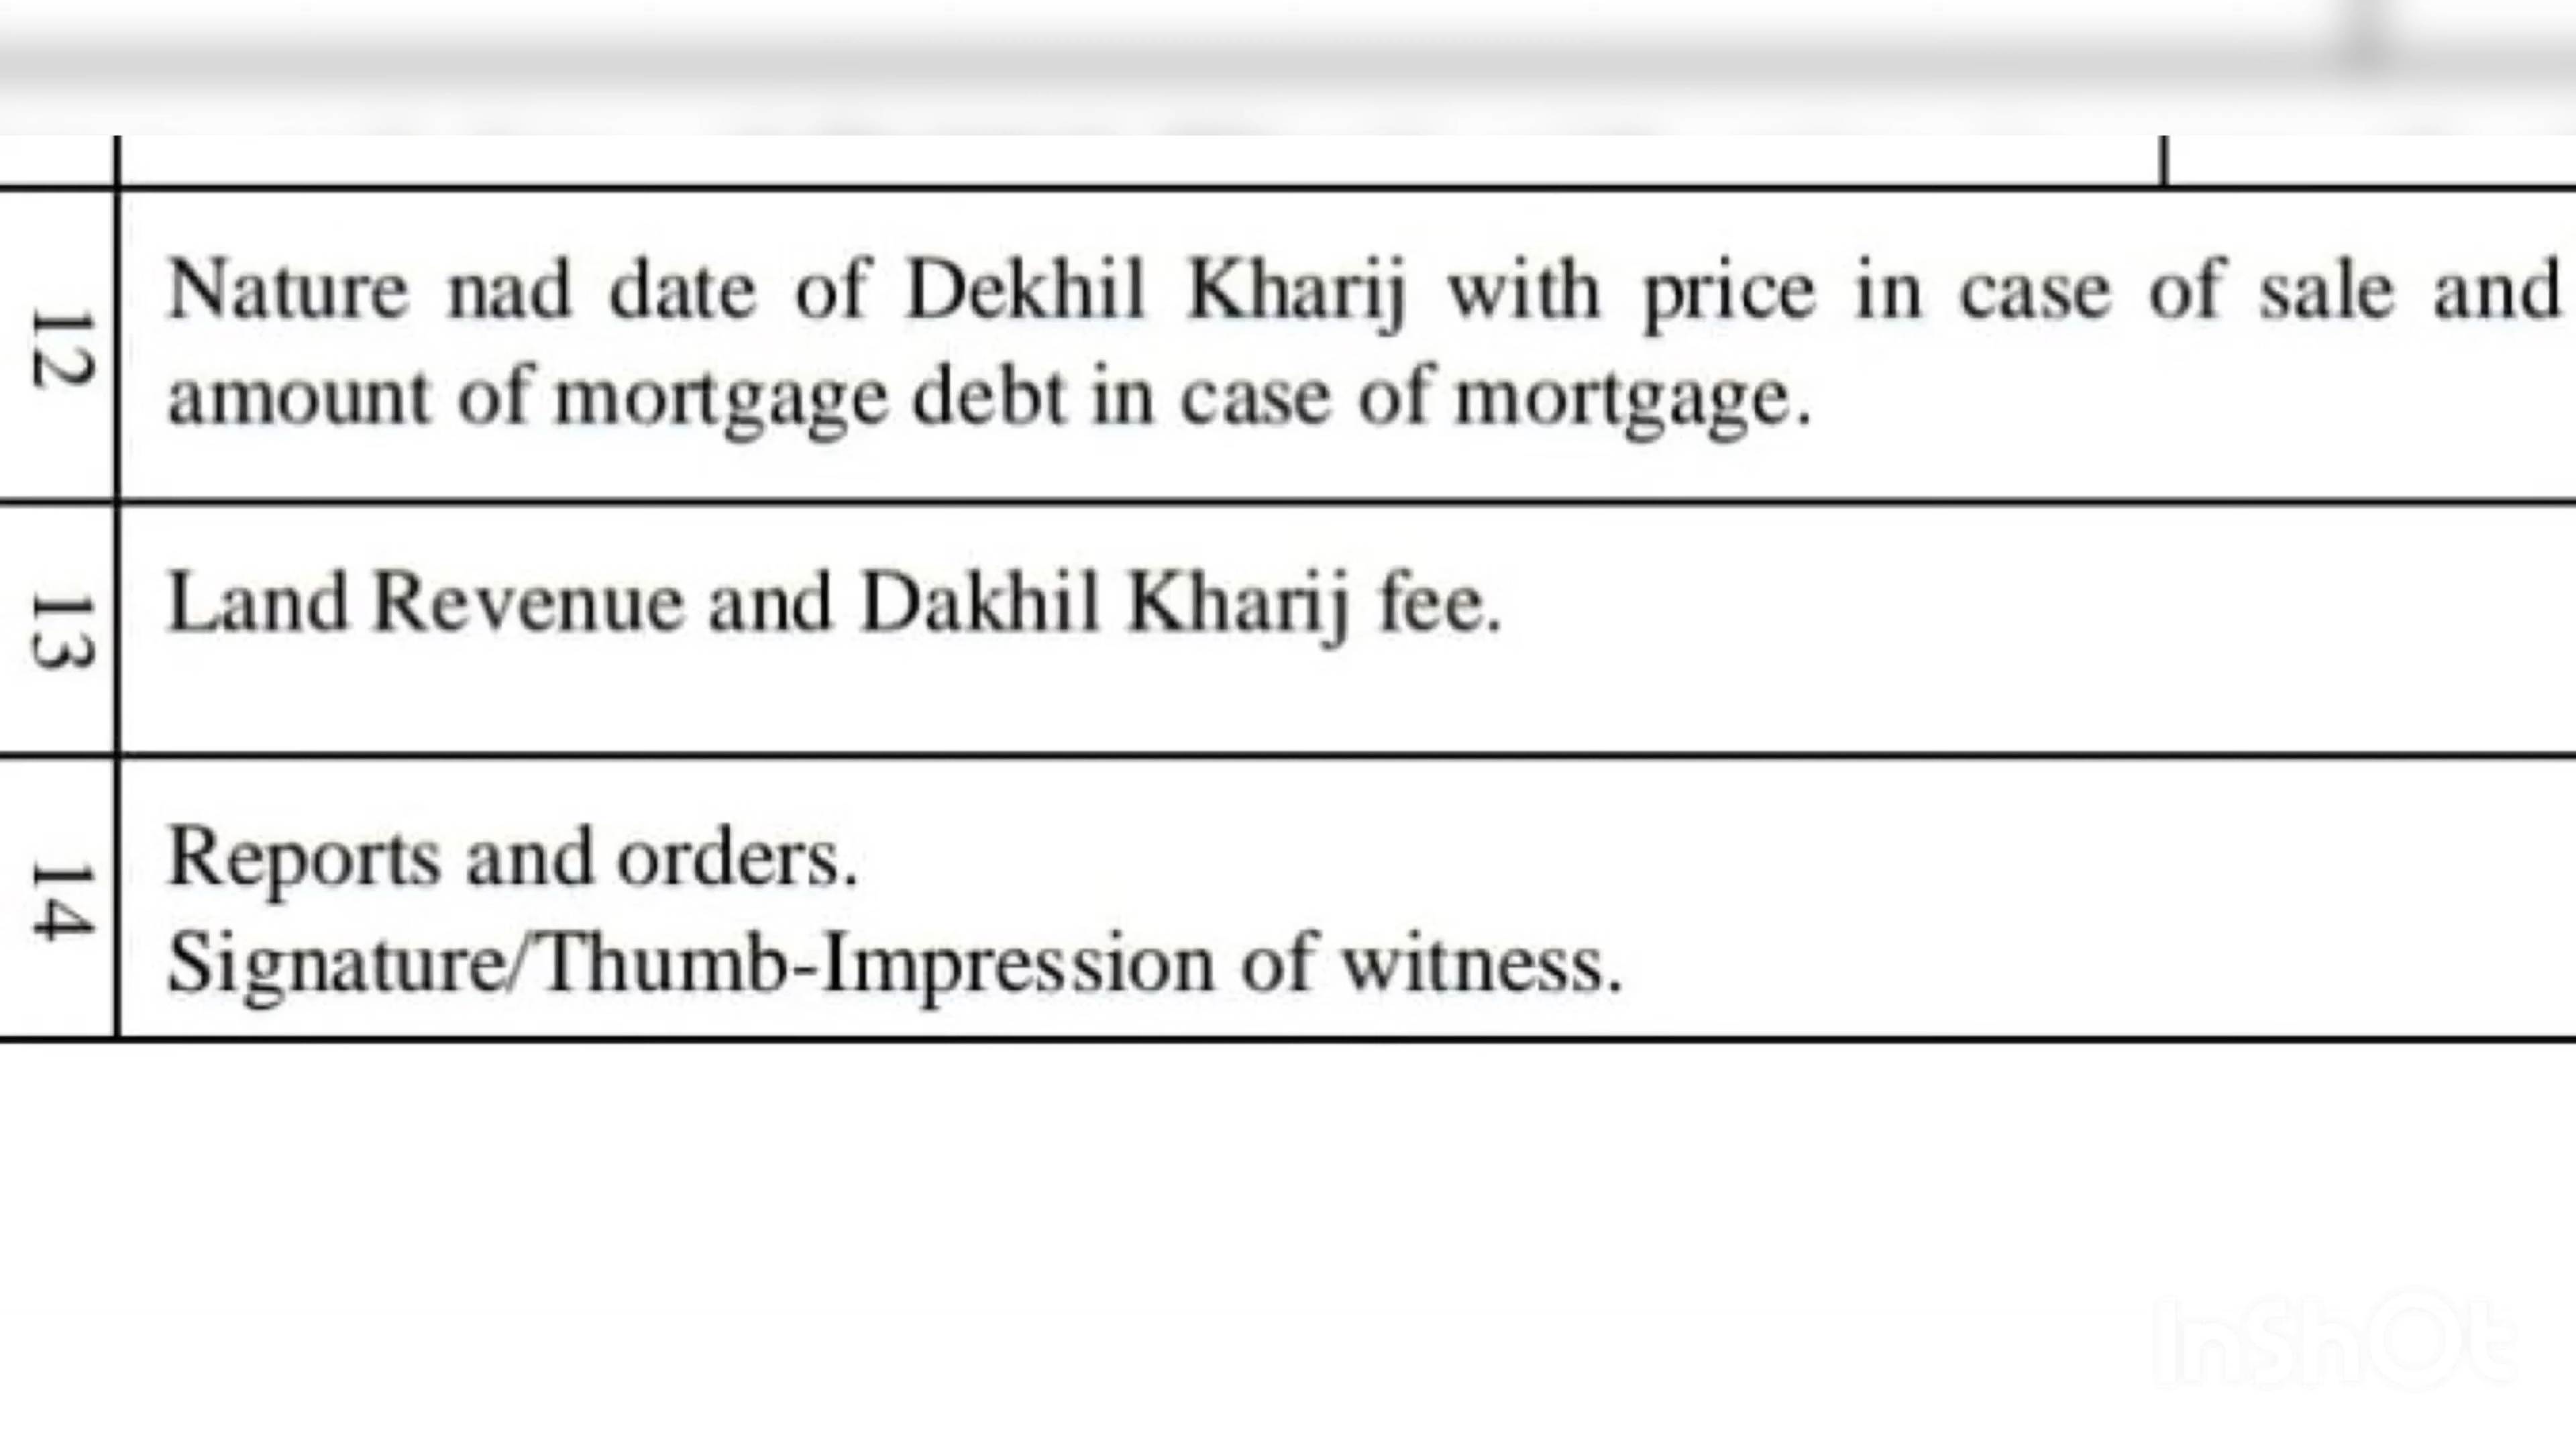 12
Nature nad date of Dekhil Kharij with price in case of sale and
amount of mortgage debt in case of mortgage.
13
Land Revenue and Dakhil Kharij fee.
14
Reports and orders.
Signature/Thumb-Impression of witness.
InShOt